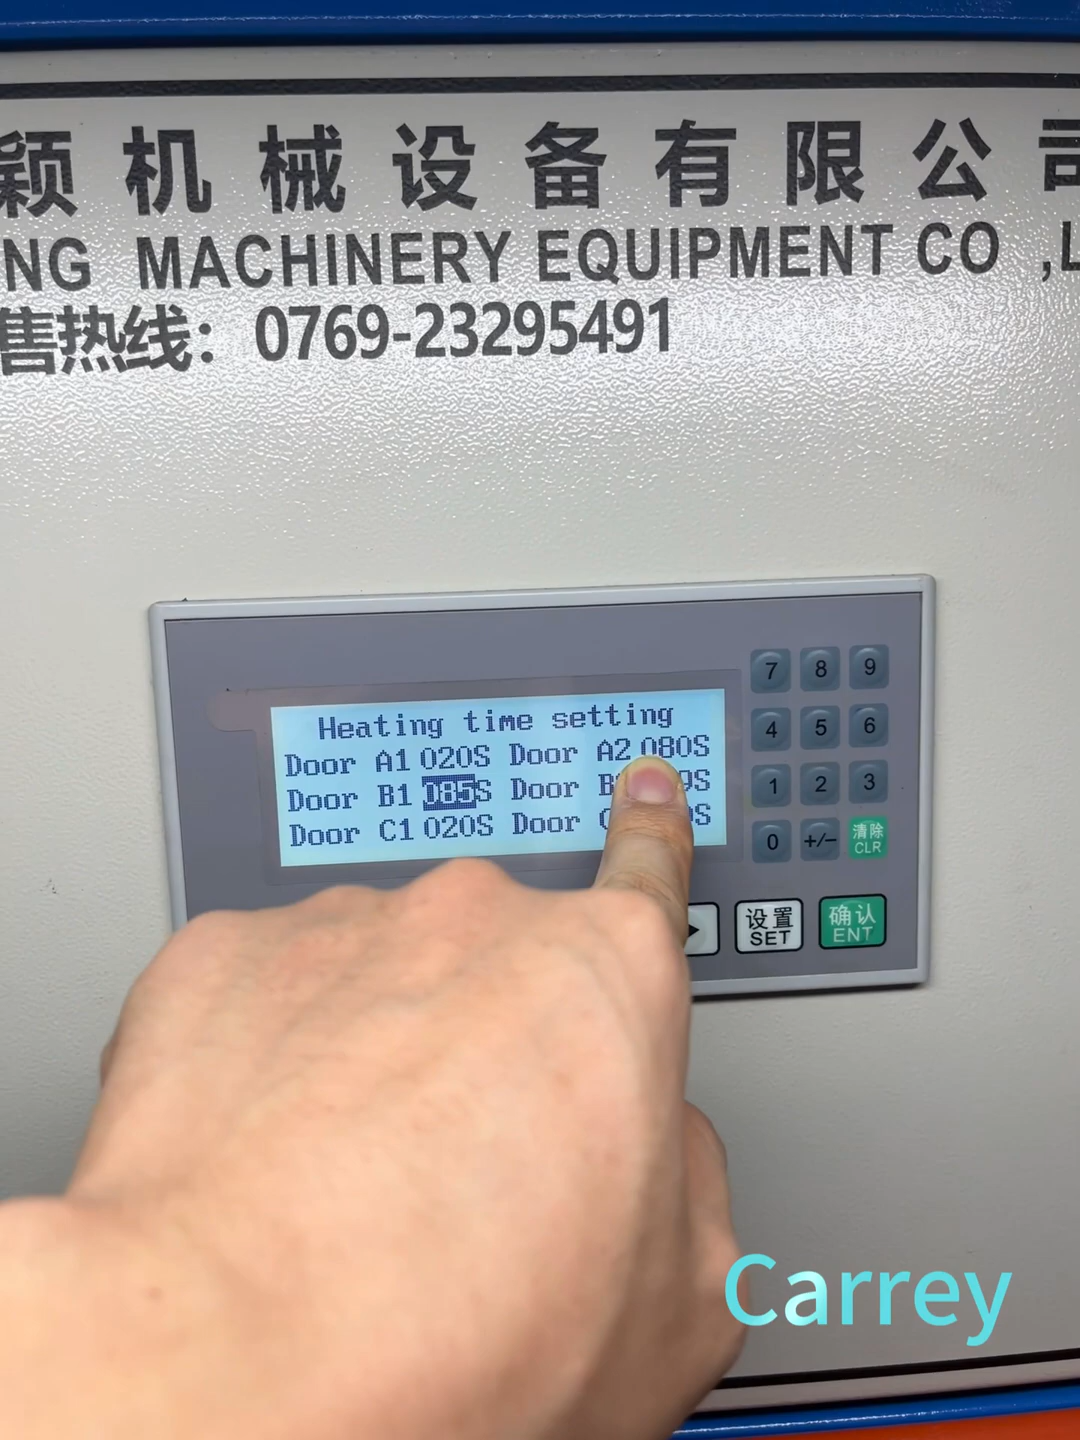 颖机械设备有限公司
NG MACHINERY EQUIPMENT CO ,L
售热线：0769-23295491
Heating time setting
Door A1 020S Door A2 080S
Door B1 085S Door
Door C1 020S Door
7 8 9
4 5 6
1 2 3
0 +/- 清除 CLR
设置 SET
确认 ENT
Carrey